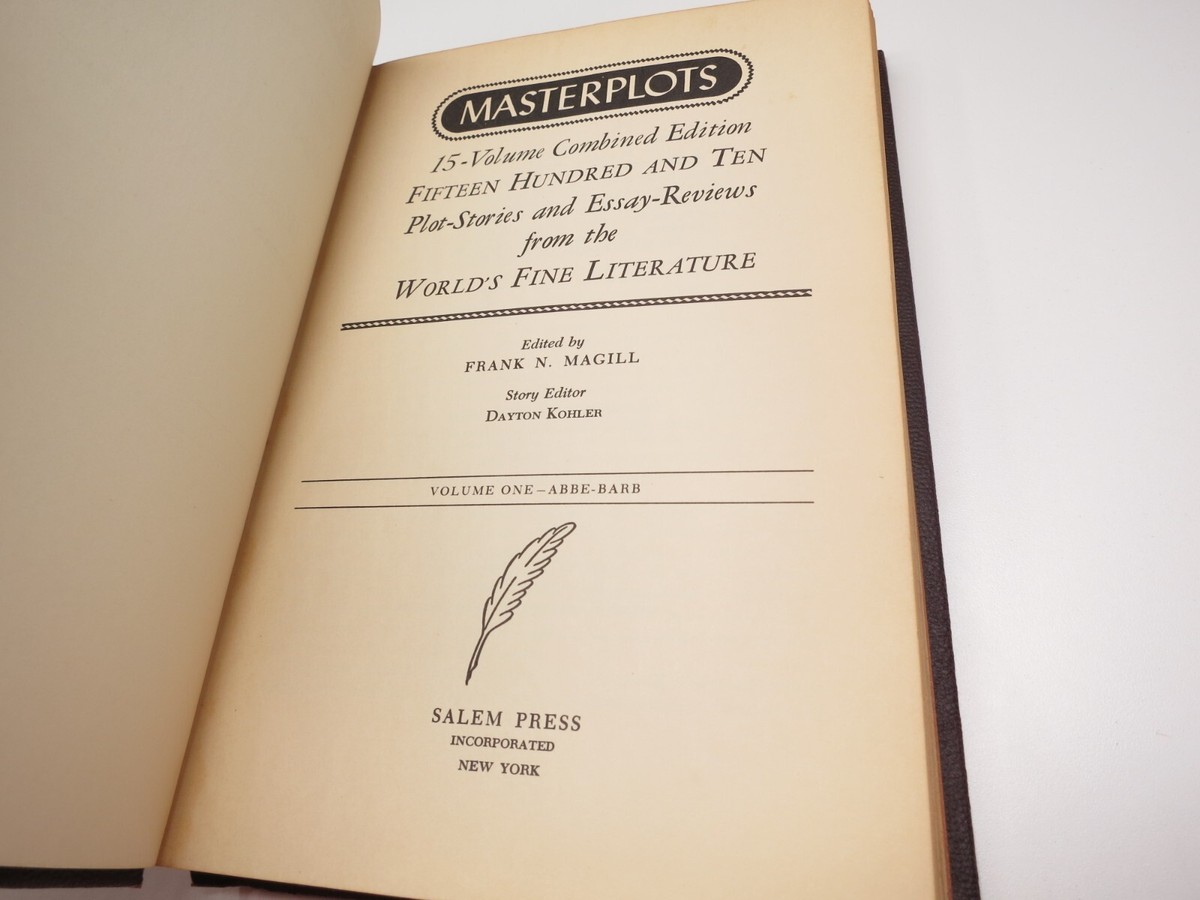 MASTERPLOTS
15-Volume Combined Edition
FIFTEEN HUNDRED AND TEN
Plot-Stories and Essay-Reviews
from the
WORLD'S FINE LITERATURE
Edited by
FRANK N. MAGILL
Story Editor
DAYTON KOHLER
VOLUME ONE—ABBE-BARB
SALEM PRESS
INCORPORATED
NEW YORK